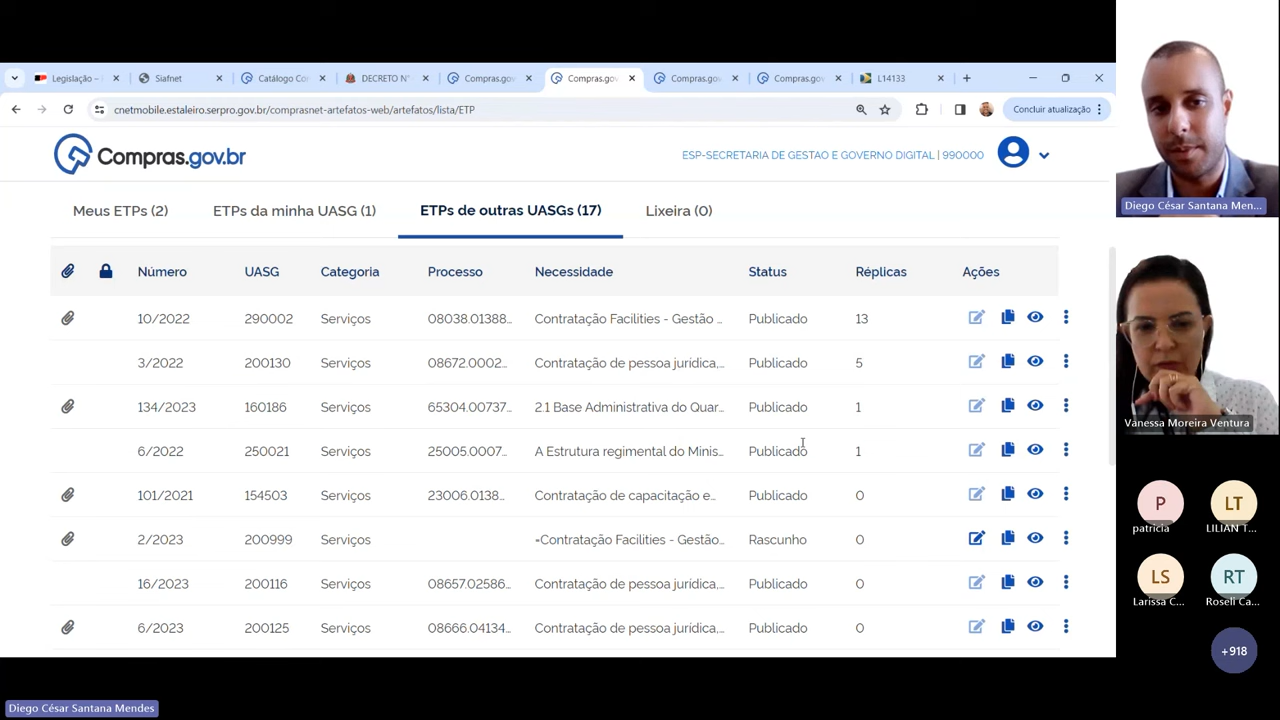 Legislação –
Siafnet
Catálogo Co
DECRETO N°
Compras.gov
Compras.gov
Compras.gov
Compras.gov
L14133
cnetmobile.estaleiro.serpro.gov.br/comprasnet-artefatos-web/artefatos/lista/ETP
Concluir atualização
Compras.gov.br
ESP-SECRETARIA DE GESTAO E GOVERNO DIGITAL | 990000
Meus ETPs (2) ETPs da minha UASG (1) ETPs de outras UASGs (17) Lixeira (0)
Número UASG Categoria Processo Necessidade Status Réplicas Ações
10/2022 290002 Serviços 08038.01388... Contratação Facilities - Gestão ... Publicado 13
3/2022 200130 Serviços 08672.0002... Contratação de pessoa jurídica,... Publicado 5
134/2023 160186 Serviços 65304.00737... 2.1 Base Administrativa do Quar... Publicado 1
6/2022 250021 Serviços 25005.0007... A Estrutura regimental do Minis... Publicado 1
101/2021 154503 Serviços 23006.0138... Contratação de capacitação e... Publicado 0
2/2023 200999 Serviços =Contratação Facilities - Gestão... Rascunho 0
16/2023 200116 Serviços 08657.02586... Contratação de pessoa jurídica,... Publicado 0
6/2023 200125 Serviços 08666.04134... Contratação de pessoa jurídica,... Publicado 0
Diego César Santana Men...
Vanessa Moreira Ventura
P
patricia
LT
LILIAN T...
LS
Larissa C...
RT
Roseli Ca...
+918
Diego César Santana Mendes